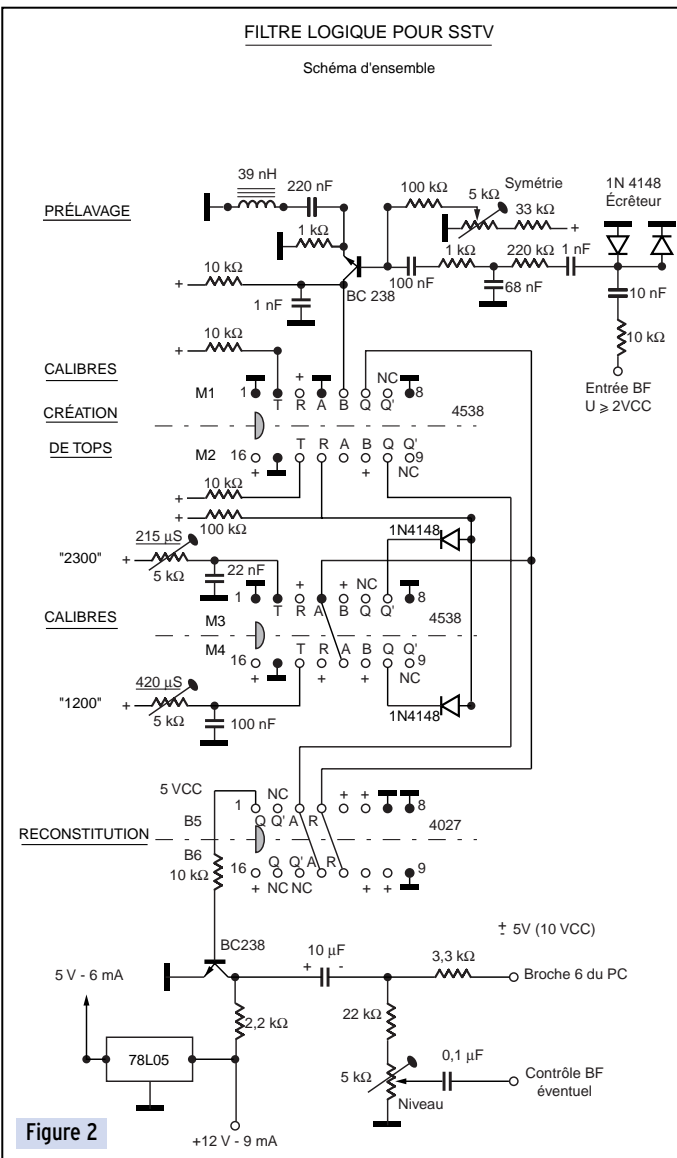 FILTRE LOGIQUE POUR SSTV
Schéma d'ensemble
39 nH
220 nF
100 kΩ
5 kΩ
Symétrie
33 kΩ
+
1N 4148
Écrêteur
PRÉLAVAGE
1 kΩ
1 kΩ
220 kΩ
1 nF
+
10 kΩ
BC 238
100 nF
68 nF
10 nF
1 nF
10 kΩ
+
10 kΩ
Entrée BF
U ⩾ 2VCC
CALIBRES
M1
1
+
NC
8
T R A B Q Q'
4538
CRÉATION
DE TOPS
M2
16
T R A B Q Q'
9
+
+
NC
10 kΩ
+
+
100 kΩ
1N4148
"2300"
+
215 µS
5 kΩ
22 nF
1
+
+
NC
8
T R A B Q Q'
4538
CALIBRES
M3
M4
16
T R A B Q Q'
9
+
+
+
NC
"1200"
+
420 µS
5 kΩ
100 nF
1N4148
5 VCC
1
NC
+ +
8
Q Q' A R
B5
RECONSTITUTION
4027
B6
10 kΩ
16
Q Q' A R
9
+ NC NC
+ +
± 5V (10 VCC)
BC238
10 µF
+ -
3,3 kΩ
Broche 6 du PC
5 V - 6 mA
2,2 kΩ
22 kΩ
78L05
5 kΩ
0,1 µF
Contrôle BF
éventuel
Niveau
+12 V - 9 mA
Figure 2